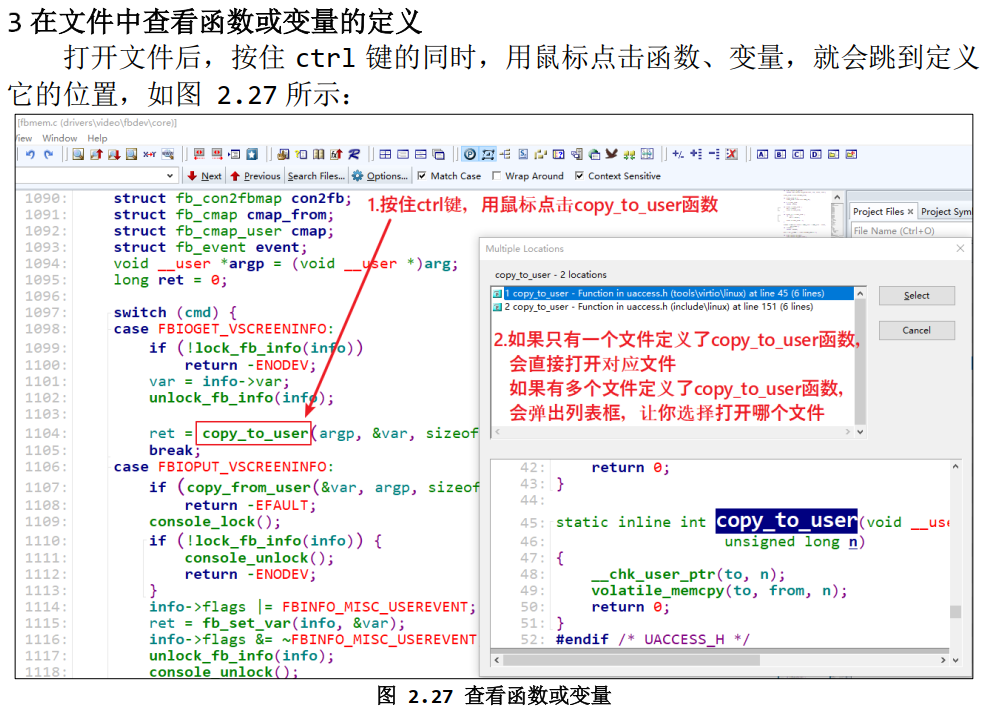 3 在文件中查看函数或变量的定义
打开文件后，按住 ctrl 键的同时，用鼠标点击函数、变量，就会跳到定义
它的位置，如图 2.27 所示：
[fbmem.c (drivers\video\fbdev\core)]
View Window Help
Next Previous Search Files... Options... Match Case Wrap Around Context Sensitive
1090: struct fb_con2fbmap con2fb;
1091: struct fb_cmap cmap_from;
1092: struct fb_cmap_user cmap;
1093: struct fb_event event;
1094: void __user *argp = (void __user *)arg;
1095: long ret = 0;
1096:
1097: switch (cmd) {
1098: case FBIOGET_VSCREENINFO:
1099: if (!lock_fb_info(info))
1100: return -ENODEV;
1101: var = info->var;
1102: unlock_fb_info(info);
1103:
1104: ret = copy_to_user(argp, &var, sizeof
1105: break;
1106: case FBIOPUT_VSCREENINFO:
1107: if (copy_from_user(&var, argp, sizeof
1108: return -EFAULT;
1109: console_lock();
1110: if (!lock_fb_info(info)) {
1111: console_unlock();
1112: return -ENODEV;
1113: }
1114: info->flags |= FBINFO_MISC_USEREVENT;
1115: ret = fb_set_var(info, &var);
1116: info->flags &= ~FBINFO_MISC_USEREVENT
1117: unlock_fb_info(info);
1118: console_unlock();
1.按住ctrl键，用鼠标点击copy_to_user函数
Project Files × Project Sym
File Name (Ctrl+O)
Multiple Locations
copy_to_user - 2 locations
1 copy_to_user - Function in uaccess.h (tools\virtio\linux) at line 45 (6 lines)
2 copy_to_user - Function in uaccess.h (include\linux) at line 151 (6 lines)
Select
Cancel
2.如果只有一个文件定义了copy_to_user函数，
会直接打开对应文件
如果有多个文件定义了copy_to_user函数，
会弹出列表框，让你选择打开哪个文件
42: return 0;
43: }
44:
45: static inline int copy_to_user(void __use
46: unsigned long n)
47: {
48: __chk_user_ptr(to, n);
49: volatile_memcpy(to, from, n);
50: return 0;
51: }
52: #endif /* UACCESS_H */
图 2.27 查看函数或变量